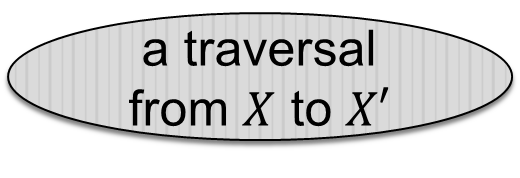 a traversal
from 𝑋 to 𝑋′